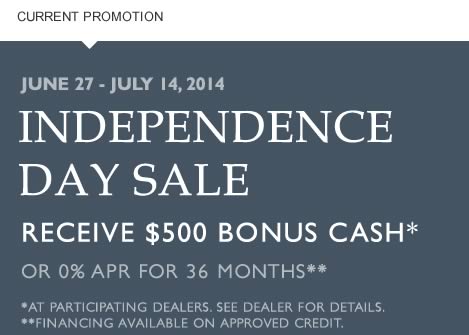 CURRENT PROMOTION
JUNE 27 - JULY 14, 2014
INDEPENDENCE
DAY SALE
RECEIVE $500 BONUS CASH*
OR 0% APR FOR 36 MONTHS**
*AT PARTICIPATING DEALERS. SEE DEALER FOR DETAILS.
**FINANCING AVAILABLE ON APPROVED CREDIT.